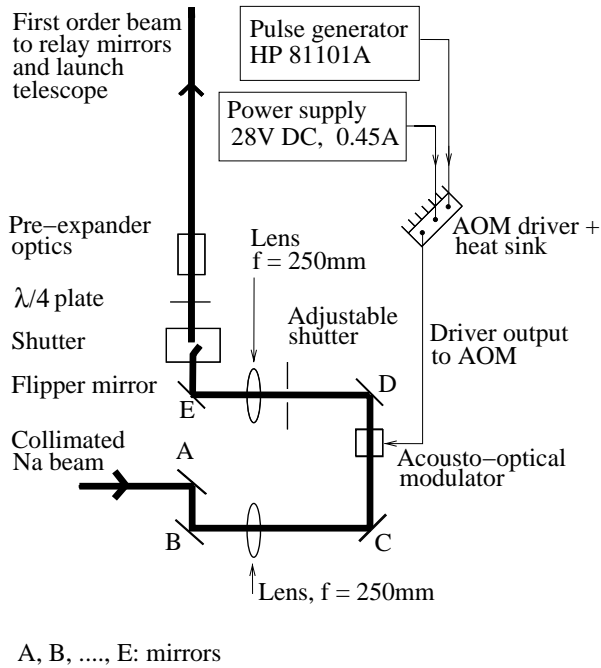 First order beam
to relay mirrors
and launch
telescope
Pulse generator
HP 81101A
Power supply
28V DC, 0.45A
AOM driver +
heat sink
Pre−expander
optics
Lens
f = 250mm
λ/4 plate
Adjustable
shutter
Shutter
Driver output
to AOM
Flipper mirror
E
D
Collimated
Na beam
A
Acousto−optical
modulator
B
C
Lens, f = 250mm
A, B, ...., E: mirrors